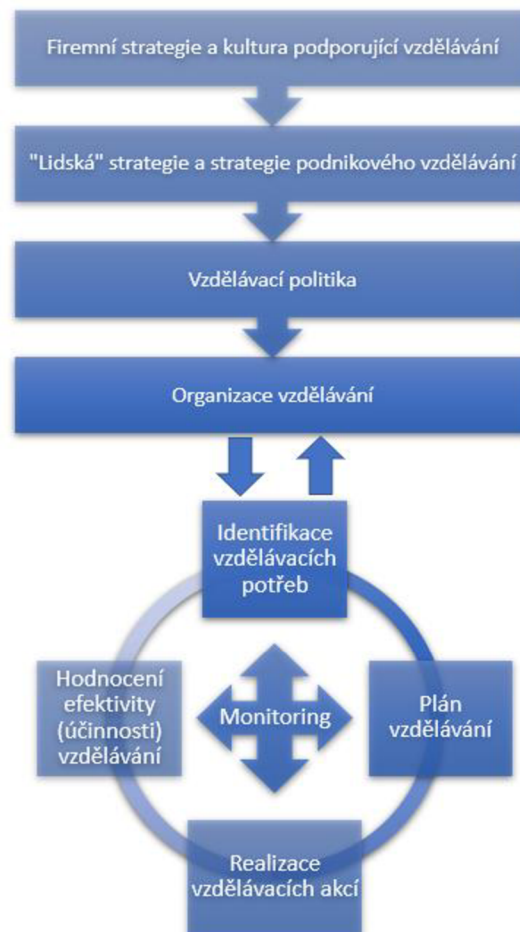 Firemní strategie a kultura podporující vzdělávání
"Lidská" strategie a strategie podnikového vzdělávání
Vzdělávací politika
Organizace vzdělávání
Identifikace
vzdělávacích
potřeb
Hodnocení
efektivity
(účinnosti)
vzdělávání
Monitoring
Plán
vzdělávání
Realizace
vzdělávacích akcí